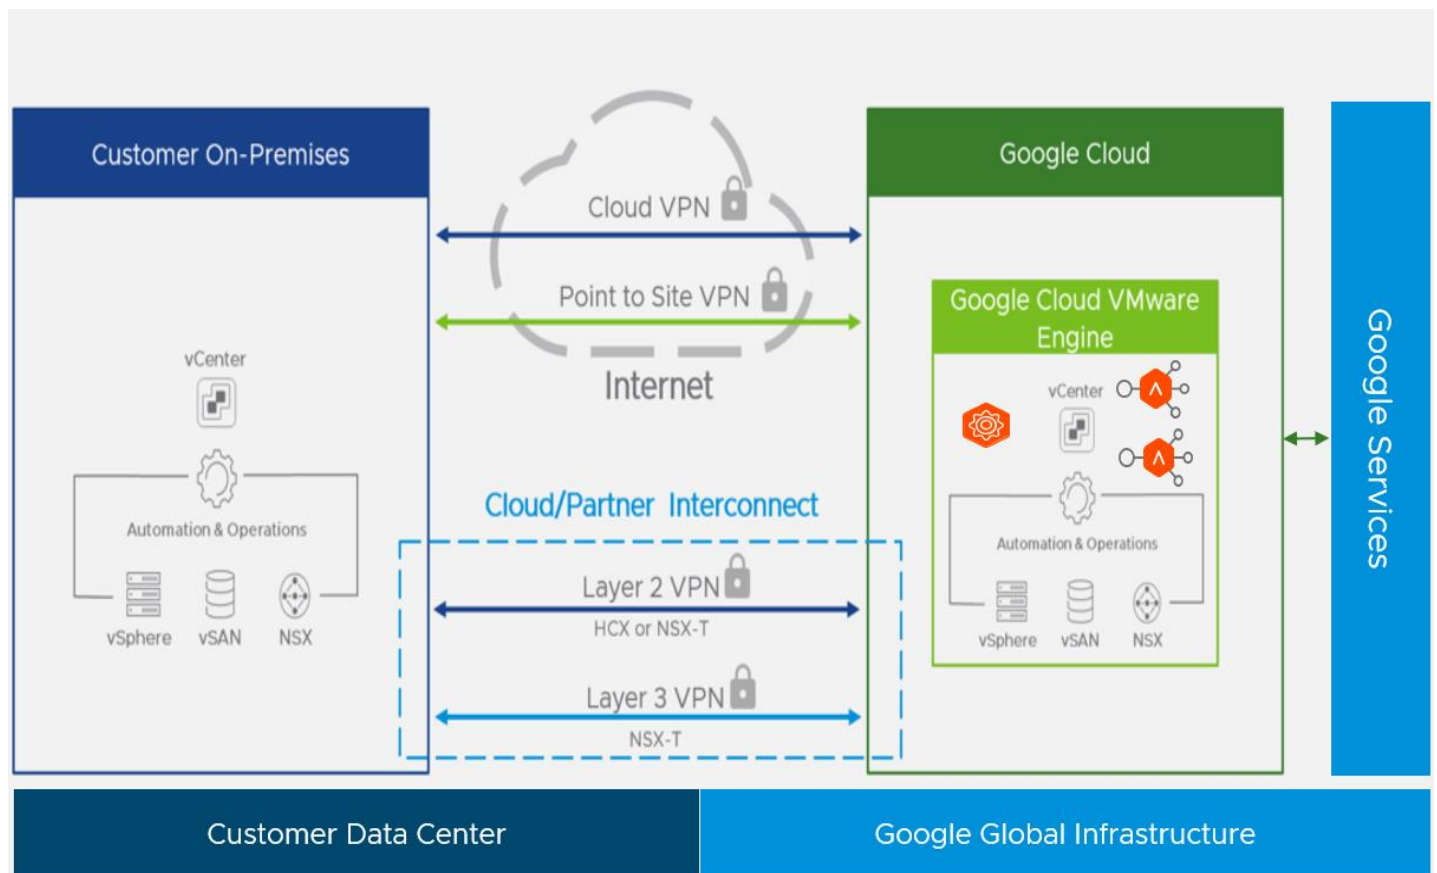 Customer On-Premises
vCenter
Automation & Operations
vSphere
vSAN
NSX
Cloud VPN
Point to Site VPN
Internet
Cloud/Partner Interconnect
Layer 2 VPN
HCX or NSX-T
Layer 3 VPN
NSX-T
Google Cloud
Google Cloud VMware
Engine
vCenter
Automation & Operations
vSphere
vSAN
NSX
Google Services
Customer Data Center
Google Global Infrastructure